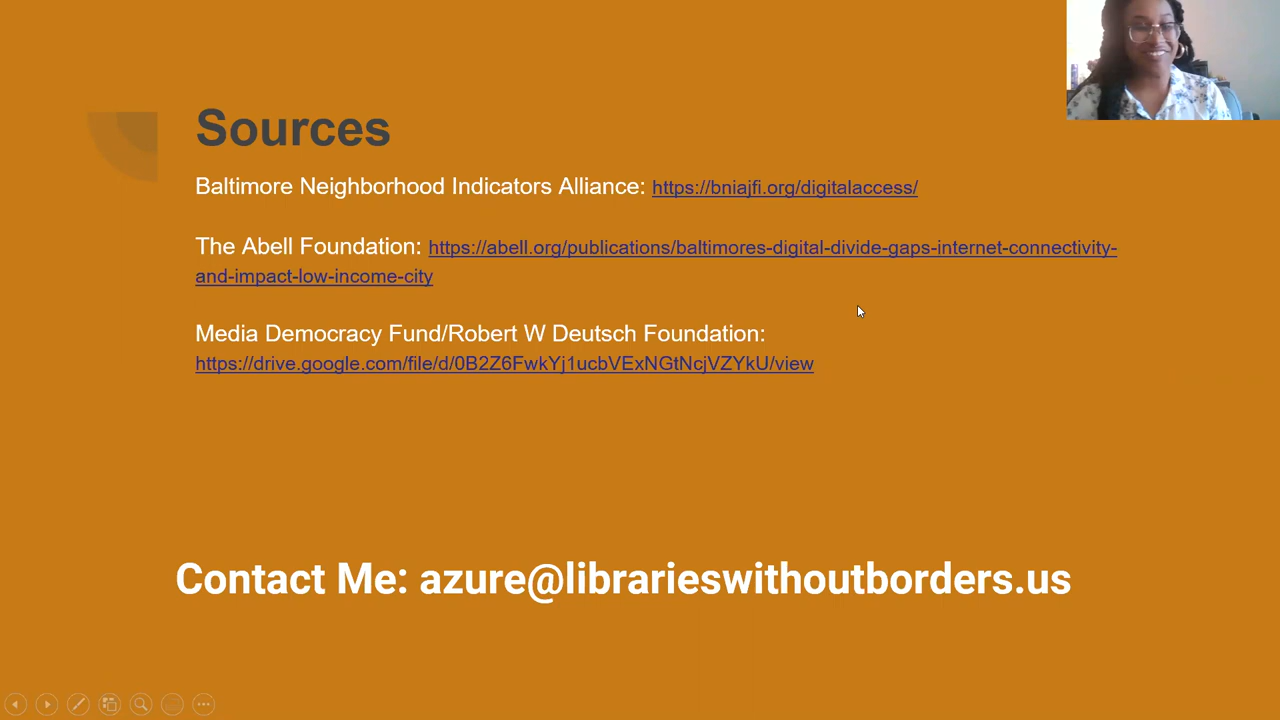 Sources
Baltimore Neighborhood Indicators Alliance: https://bniajfi.org/digitalaccess/
The Abell Foundation: https://abell.org/publications/baltimores-digital-divide-gaps-internet-connectivity-
and-impact-low-income-city
Media Democracy Fund/Robert W Deutsch Foundation:
https://drive.google.com/file/d/0B2Z6FwkYj1ucbVExNGtNcjVZYkU/view
Contact Me: azure@librarieswithoutborders.us